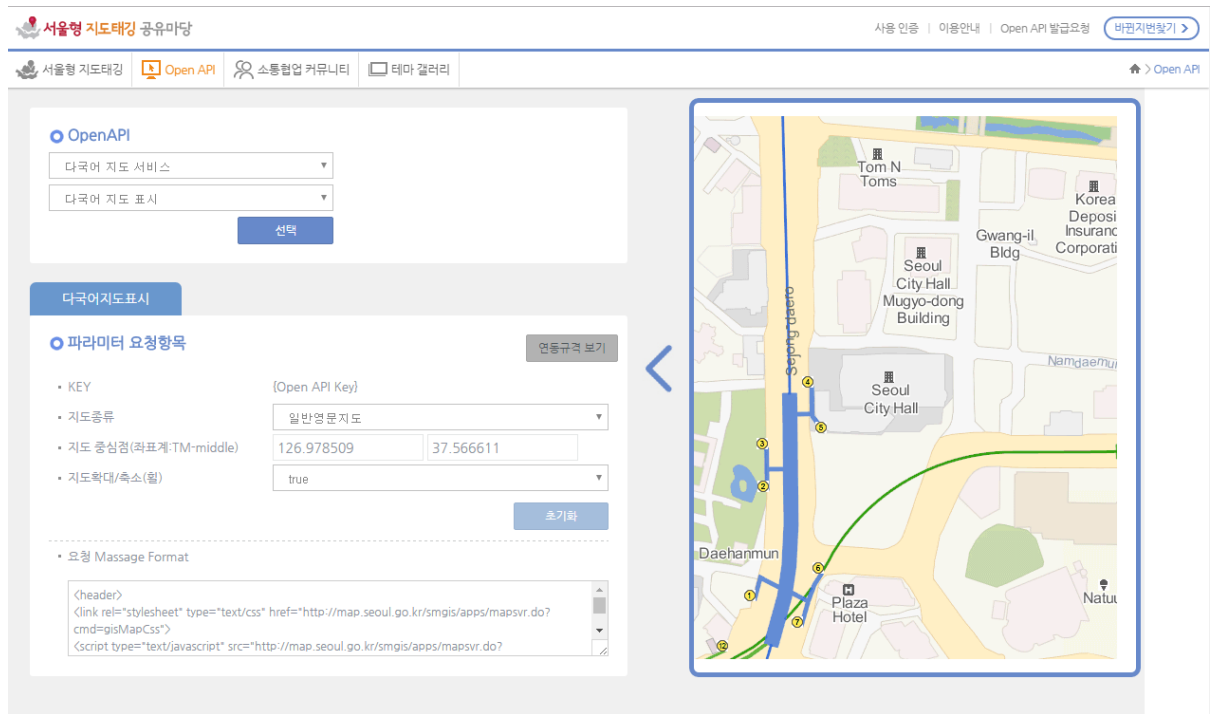 서울형 지도태깅 공유마당
사용 인증 | 이용안내 | Open API 발급요청
바뀐지번찾기 >
서울형 지도태깅
Open API
소통협업 커뮤니티
테마 갤러리
> Open API
OpenAPI
다국어 지도 서비스
다국어 지도 표시
선택
다국어지도표시
파라미터 요청항목
연동규격 보기
KEY
{Open API Key}
지도종류
일반영문지도
지도 중심점(좌표계:TM-middle)
126.978509
37.566611
지도확대/축소(휠)
true
초기화
요청 Massage Format
<header>
<link rel="stylesheet" type="text/css" href="http://map.seoul.go.kr/smgis/apps/mapsvr.do?
cmd=gisMapCss">
<script type="text/javascript" src="http://map.seoul.go.kr/smgis/apps/mapsvr.do?
Tom N
Toms
Korea
Deposi
Insuranc
Corporati
Gwang-il
Bldg
Seoul
City Hall
Mugyo-dong
Building
Sejong-daero
Namdaemun
Seoul
City Hall
4
5
3
2
Daehanmun
6
1
7
12
Plaza
Hotel
Natu